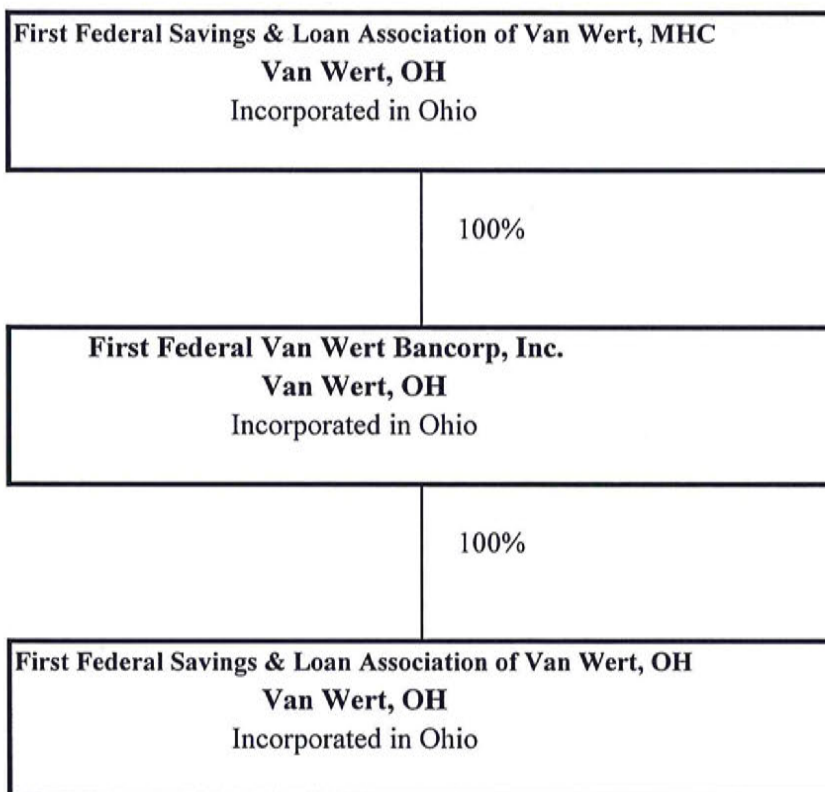 First Federal Savings & Loan Association of Van Wert, MHC
Van Wert, OH
Incorporated in Ohio
100%
First Federal Van Wert Bancorp, Inc.
Van Wert, OH
Incorporated in Ohio
100%
First Federal Savings & Loan Association of Van Wert, OH
Van Wert, OH
Incorporated in Ohio